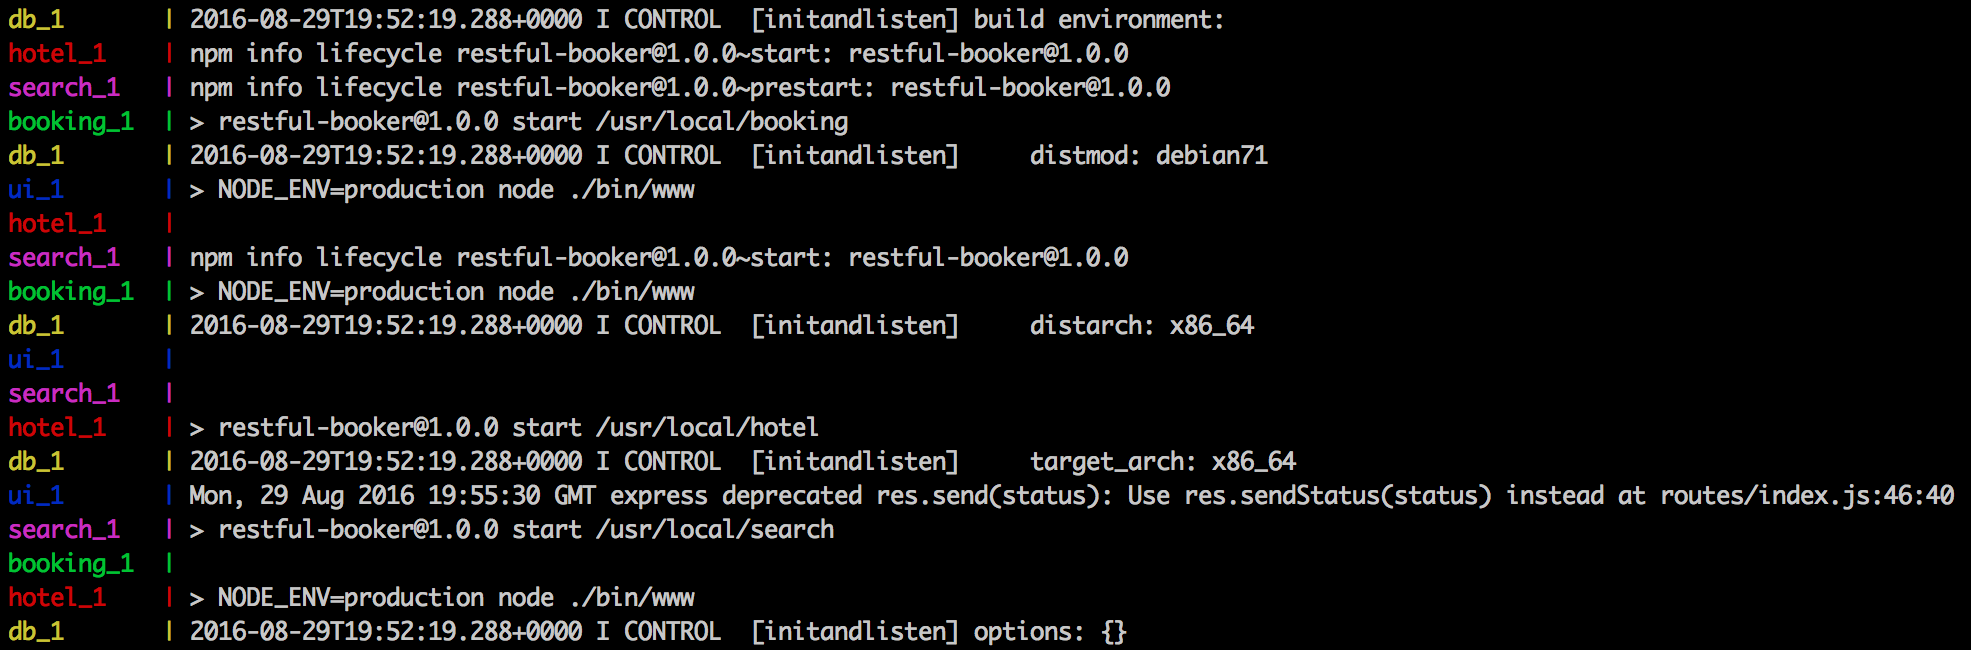 db_1 | 2016-08-29T19:52:19.288+0000 I CONTROL [initandlisten] build environment:
hotel_1 | npm info lifecycle restful-booker@1.0.0~start: restful-booker@1.0.0
search_1 | npm info lifecycle restful-booker@1.0.0~prestart: restful-booker@1.0.0
booking_1 | > restful-booker@1.0.0 start /usr/local/booking
db_1 | 2016-08-29T19:52:19.288+0000 I CONTROL [initandlisten] distmod: debian71
ui_1 | > NODE_ENV=production node ./bin/www
hotel_1 |
search_1 | npm info lifecycle restful-booker@1.0.0~start: restful-booker@1.0.0
booking_1 | > NODE_ENV=production node ./bin/www
db_1 | 2016-08-29T19:52:19.288+0000 I CONTROL [initandlisten] distarch: x86_64
ui_1 |
search_1 |
hotel_1 | > restful-booker@1.0.0 start /usr/local/hotel
db_1 | 2016-08-29T19:52:19.288+0000 I CONTROL [initandlisten] target_arch: x86_64
ui_1 | Mon, 29 Aug 2016 19:55:30 GMT express deprecated res.send(status): Use res.sendStatus(status) instead at routes/index.js:46:40
search_1 | > restful-booker@1.0.0 start /usr/local/search
booking_1 |
hotel_1 | > NODE_ENV=production node ./bin/www
db_1 | 2016-08-29T19:52:19.288+0000 I CONTROL [initandlisten] options: {}